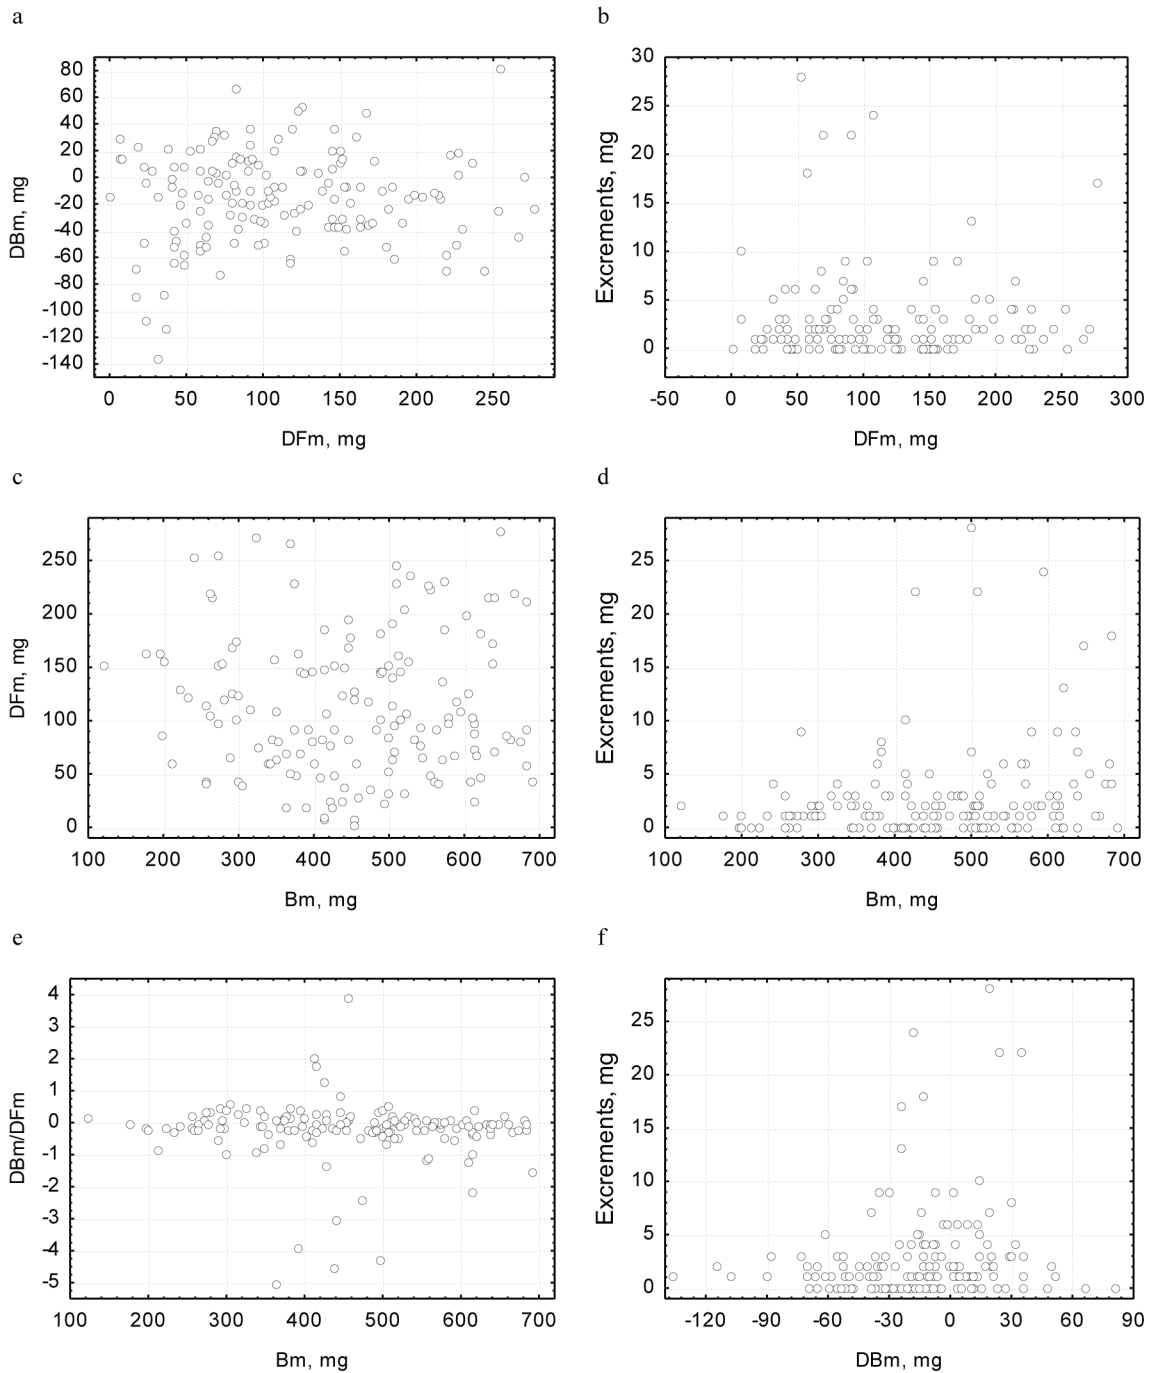 a
b
80
60
40
20
0
-20
-40
-60
-80
-100
-120
-140
DBm, mg
0 50 100 150 200 250
DFm, mg
30
25
20
15
10
5
0
Excrements, mg
-50 0 50 100 150 200 250 300
DFm, mg
c
d
250
200
150
100
50
0
DFm, mg
100 200 300 400 500 600 700
Bm, mg
25
20
15
10
5
0
Excrements, mg
100 200 300 400 500 600 700
Bm, mg
e
f
4
3
2
1
0
-1
-2
-3
-4
-5
DBm/DFm
100 200 300 400 500 600 700
Bm, mg
25
20
15
10
5
0
Excrements, mg
-120 -90 -60 -30 0 30 60 90
DBm, mg